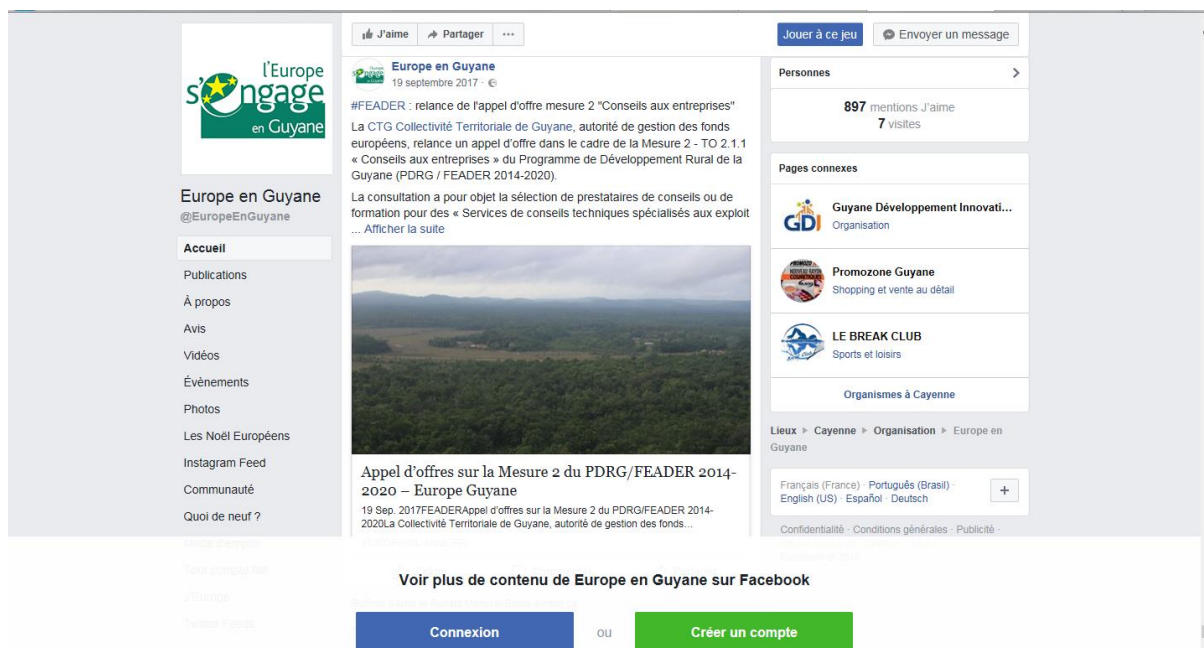 l'Europe
s'engage
en Guyane
Europe en Guyane
@EuropeEnGuyane
Accueil
Publications
À propos
Avis
Vidéos
Évènements
Photos
Les Noël Européens
Instagram Feed
Communauté
Quoi de neuf ?
J'aime
Partager
...
Jouer à ce jeu
Envoyer un message
Europe en Guyane
19 septembre 2017 ·
#FEADER : relance de l'appel d'offre mesure 2 "Conseils aux entreprises"
La CTG Collectivité Territoriale de Guyane, autorité de gestion des fonds
européens, relance un appel d'offre dans le cadre de la Mesure 2 - TO 2.1.1
« Conseils aux entreprises » du Programme de Développement Rural de la
Guyane (PDRG / FEADER 2014-2020).
La consultation a pour objet la sélection de prestataires de conseils ou de
formation pour des « Services de conseils techniques spécialisés aux exploit
... Afficher la suite
Appel d'offres sur la Mesure 2 du PDRG/FEADER 2014-
2020 – Europe Guyane
19 Sep. 2017FEADERAppel d'offres sur la Mesure 2 du PDRG/FEADER 2014-
2020La Collectivité Territoriale de Guyane, autorité de gestion des fonds...
Personnes
897 mentions J'aime
7 visites
Pages connexes
GDI
Guyane Développement Innovati...
Organisation
Promozone Guyane
Shopping et vente au détail
LE BREAK CLUB
Sports et loisirs
Organismes à Cayenne
Lieux Cayenne Organisation Europe en
Guyane
Français (France) · Português (Brasil) ·
English (US) · Español · Deutsch
+
Confidentialité · Conditions générales · Publicité ·
Voir plus de contenu de Europe en Guyane sur Facebook
Connexion
ou
Créer un compte